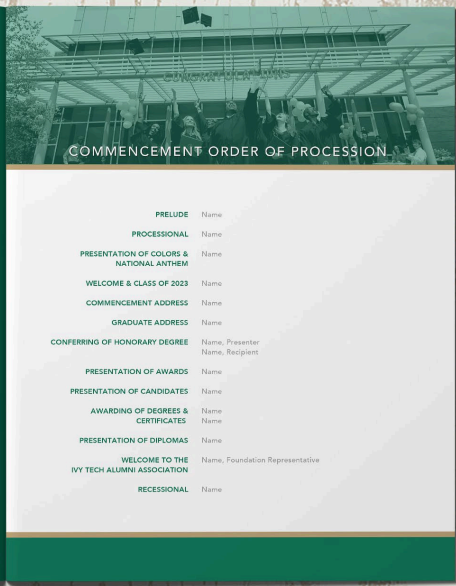 CONGRATULATIONS
COMMENCEMENT ORDER OF PROCESSION
PRELUDE Name
PROCESSIONAL Name
PRESENTATION OF COLORS & Name
NATIONAL ANTHEM
WELCOME & CLASS OF 2023 Name
COMMENCEMENT ADDRESS Name
GRADUATE ADDRESS Name
CONFERRING OF HONORARY DEGREE Name, Presenter
Name, Recipient
PRESENTATION OF AWARDS Name
PRESENTATION OF CANDIDATES Name
AWARDING OF DEGREES & Name
CERTIFICATES Name
PRESENTATION OF DIPLOMAS Name
WELCOME TO THE Name, Foundation Representative
IVY TECH ALUMNI ASSOCIATION
RECESSIONAL Name